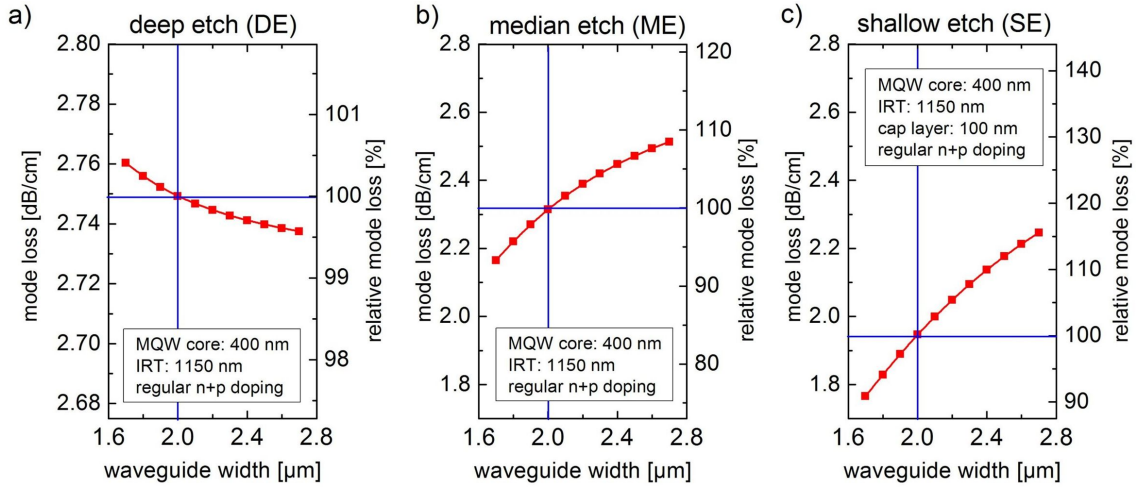 a)
deep etch (DE)
mode loss [dB/cm]
2.80
2.78
2.76
2.74
2.72
2.70
2.68
101
100
99
98
relative mode loss [%]
MQW core: 400 nm
IRT: 1150 nm
regular n+p doping
1.6
2.0
2.4
2.8
waveguide width [µm]
b)
median etch (ME)
mode loss [dB/cm]
2.8
2.6
2.4
2.2
2.0
1.8
120
110
100
90
80
relative mode loss [%]
MQW core: 400 nm
IRT: 1150 nm
regular n+p doping
1.6
2.0
2.4
2.8
waveguide width [µm]
c)
shallow etch (SE)
mode loss [dB/cm]
2.8
2.6
2.4
2.2
2.0
1.8
140
130
120
110
100
90
relative mode loss [%]
MQW core: 400 nm
IRT: 1150 nm
cap layer: 100 nm
regular n+p doping
1.6
2.0
2.4
2.8
waveguide width [µm]